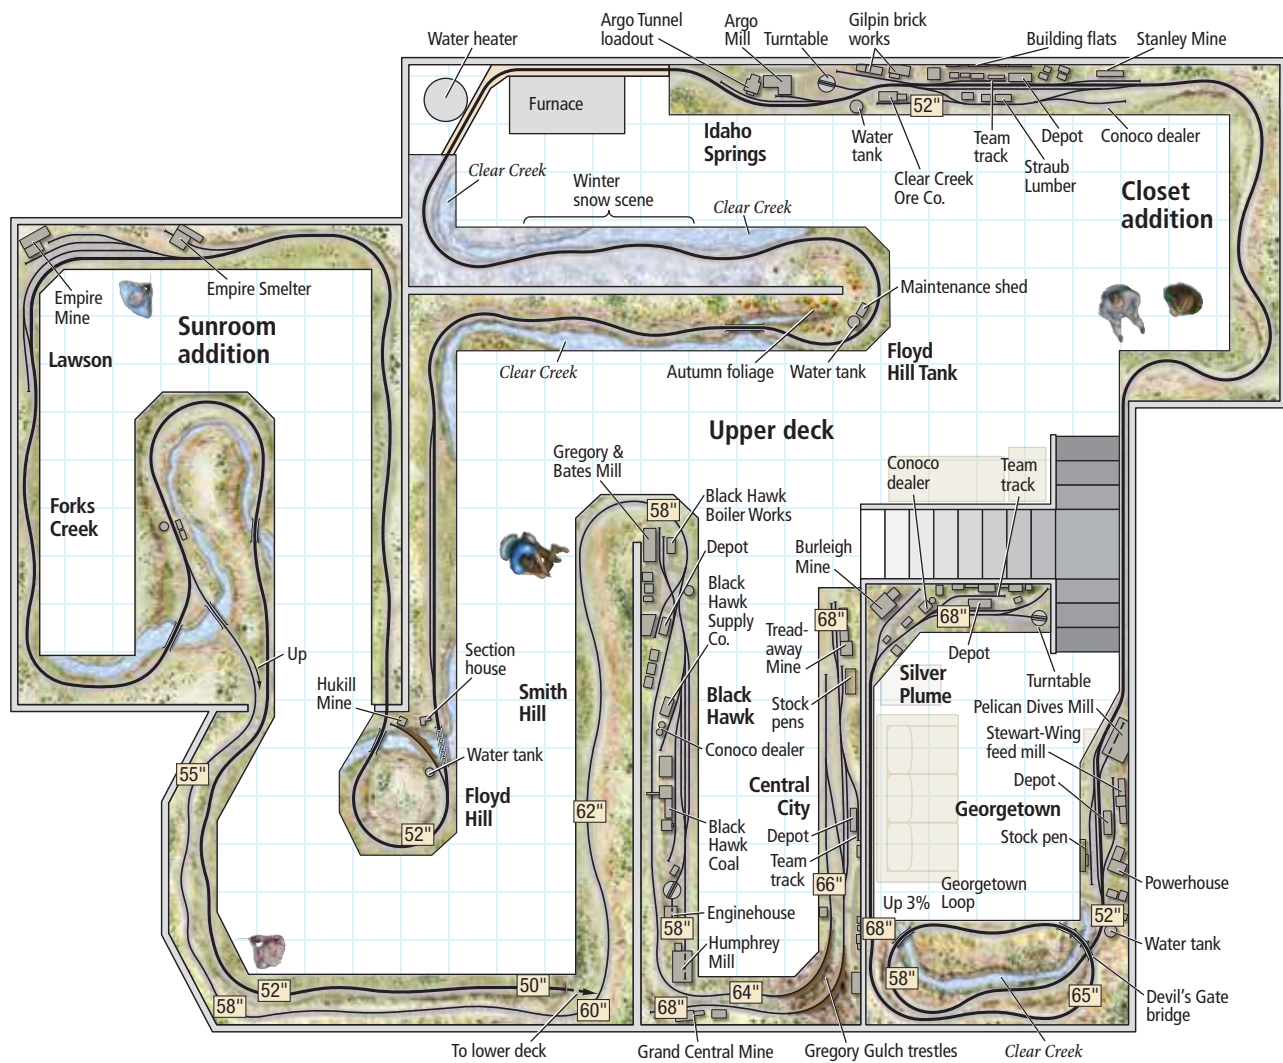 Water heater
Argo Tunnel
loadout
Argo
Mill
Turntable
Gilpin brick
works
Building flats
Stanley Mine
Furnace
Idaho
Springs
Water
tank
52"
Clear Creek
Ore Co.
Team
track
Straub
Lumber
Depot
Conoco dealer
Closet
addition
Clear Creek
Winter
snow scene
Clear Creek
Empire
Mine
Empire Smelter
Lawson
Sunroom
addition
Maintenance shed
Clear Creek
Autumn foliage
Water tank
Floyd
Hill Tank
Upper deck
Forks
Creek
Up
Gregory &
Bates Mill
58"
Black Hawk
Boiler Works
Depot
Black
Hawk
Supply
Co.
Conoco
dealer
Team
track
Burleigh
Mine
68"
Tread-
away
Mine
68"
Depot
Silver
Plume
Turntable
Hukill
Mine
Section
house
Smith
Hill
Black
Hawk
Stock
pens
Pelican Dives Mill
Stewart-Wing
feed mill
Water tank
Conoco dealer
55"
Floyd
Hill
52"
62"
Central
City
Georgetown
Depot
Black
Hawk
Coal
Depot
Team
track
Stock pen
66"
Up 3%
Georgetown
Loop
Powerhouse
Enginehouse
58"
Humphrey
Mill
68"
52"
Water tank
58"
52"
50"
58"
60"
68"
64"
65"
Devil's Gate
bridge
To lower deck
Grand Central Mine
Gregory Gulch trestles
Clear Creek